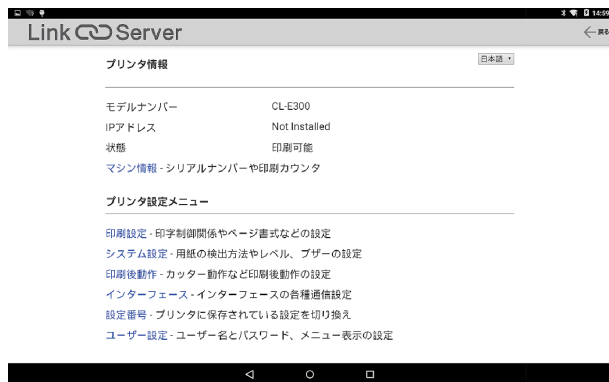 14:59
Link Server
戻る
プリンタ情報
日本語
モデルナンバー CL-E300
IPアドレス Not Installed
状態 印刷可能
マシン情報 - シリアルナンバーや印刷カウンタ
プリンタ設定メニュー
印刷設定 - 印字制御関係やページ書式などの設定
システム設定 - 用紙の検出方法やレベル、ブザーの設定
印刷後動作 - カッター動作など印刷後動作の設定
インターフェース - インターフェースの各種通信設定
設定番号 - プリンタに保存されている設定を切り換え
ユーザー設定 - ユーザー名とパスワード、メニュー表示の設定